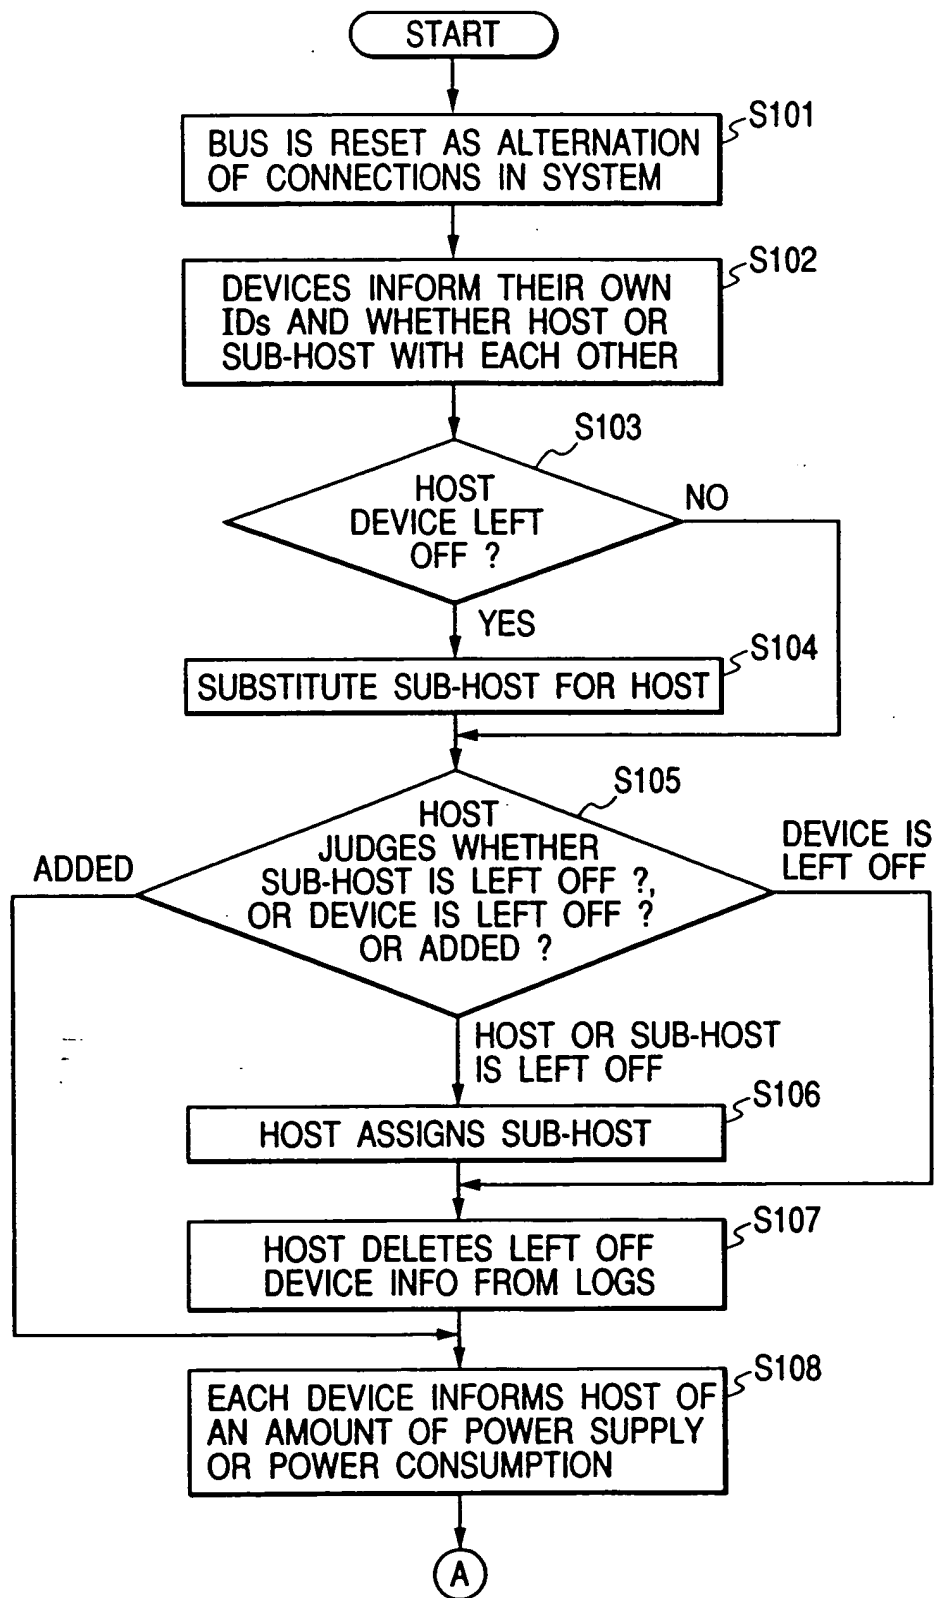 START
S101
BUS IS RESET AS ALTERNATION
OF CONNECTIONS IN SYSTEM
S102
DEVICES INFORM THEIR OWN
IDs AND WHETHER HOST OR
SUB-HOST WITH EACH OTHER
S103
HOST
DEVICE LEFT
OFF ?
NO
YES
S104
SUBSTITUTE SUB-HOST FOR HOST
S105
HOST
JUDGES WHETHER
SUB-HOST IS LEFT OFF ?,
OR DEVICE IS LEFT OFF ?
OR ADDED ?
ADDED
DEVICE IS
LEFT OFF
HOST OR SUB-HOST
IS LEFT OFF
S106
HOST ASSIGNS SUB-HOST
S107
HOST DELETES LEFT OFF
DEVICE INFO FROM LOGS
S108
EACH DEVICE INFORMS HOST OF
AN AMOUNT OF POWER SUPPLY
OR POWER CONSUMPTION
A